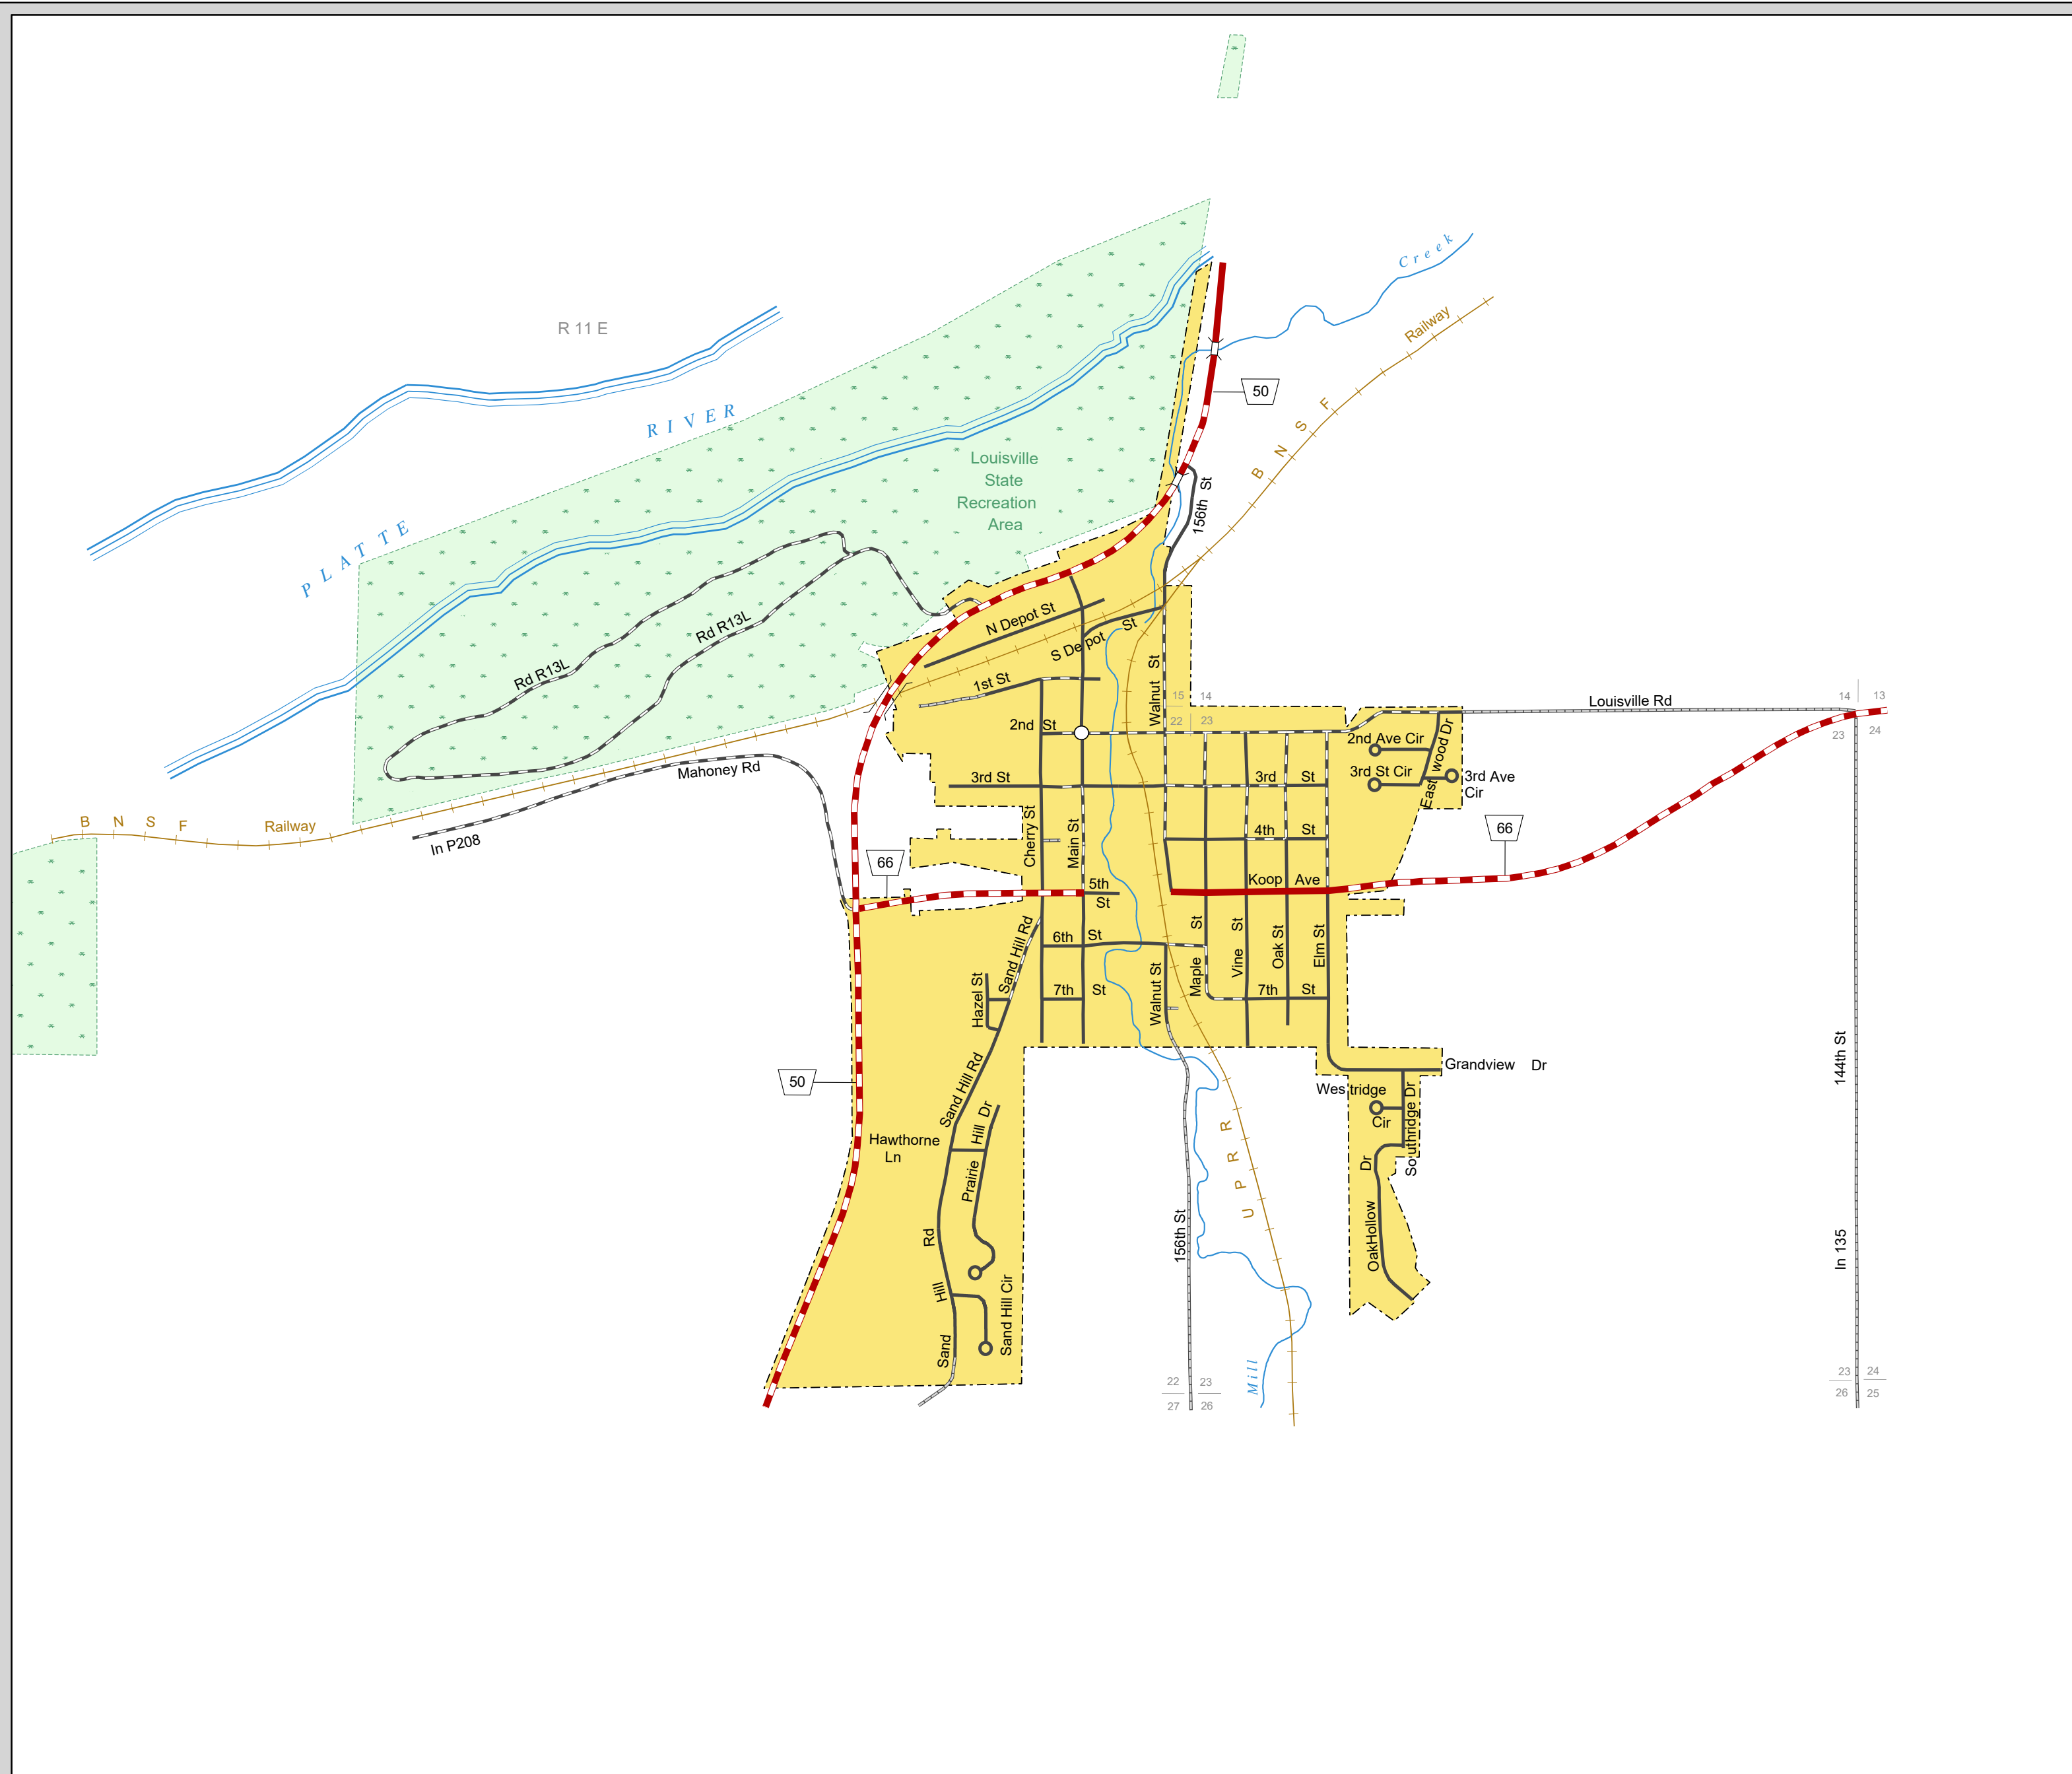 Creek
R 11 E
Railway
50
RIVER
B N S F
Louisville
State
Recreation
Area
156th St
PLATTE
N Depot St
Rd R13L
S Depot St
Rd R13L
1st St
Walnut St
15 14
22 23
14 13
23 24
Louisville Rd
2nd St
2nd Ave Cir
Eastwood Dr
Mahoney Rd
3rd St
3rd St
3rd St Cir
3rd Ave
Cir
B N S F Railway
In P208
Cherry St
Main St
4th St
66
66
5th
St
Koop Ave
Sand Hill Rd
6th St
Maple St
Vine St
Oak St
Elm St
Hazel St
7th St
Walnut St
7th St
144th St
Grandview Dr
50
Sand Hill Rd
Westridge
Cir
Southridge Dr
Hawthorne
Ln
Prairie Hill Dr
UPRR
OakHollow Dr
156th St
In 135
Sand Hill Rd
Sand Hill Cir
Mill
22 23
27 26
23 24
26 25